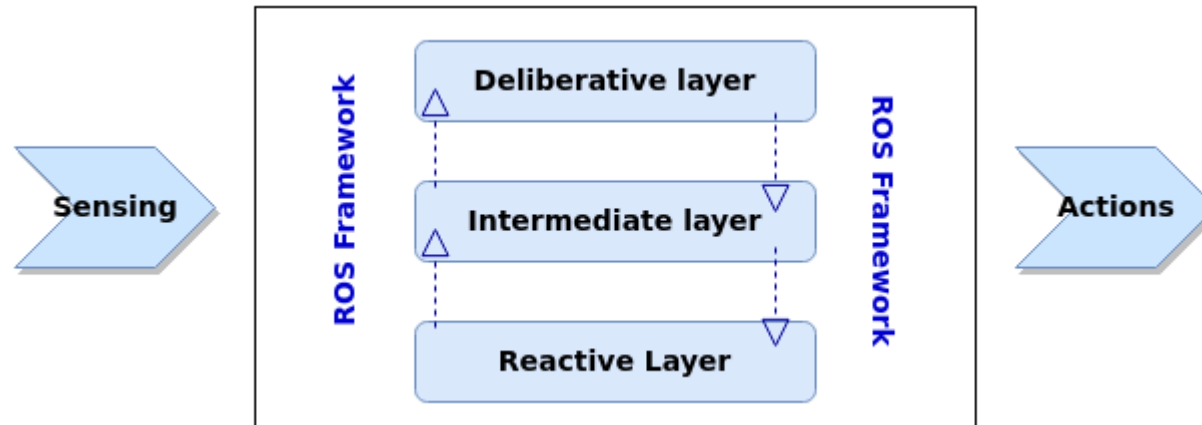 Deliberative layer
ROS Framework
ROS Framework
Sensing
Intermediate layer
Actions
Reactive Layer